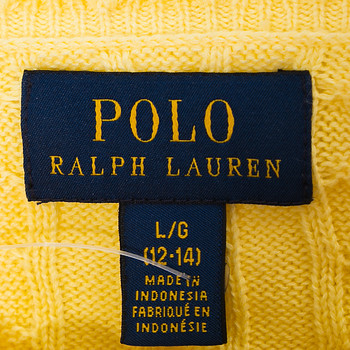 POLO
RALPH LAUREN
L/G
(12-14)
MADE IN
INDONESIA
FABRIQUÉ EN
INDONÉSIE